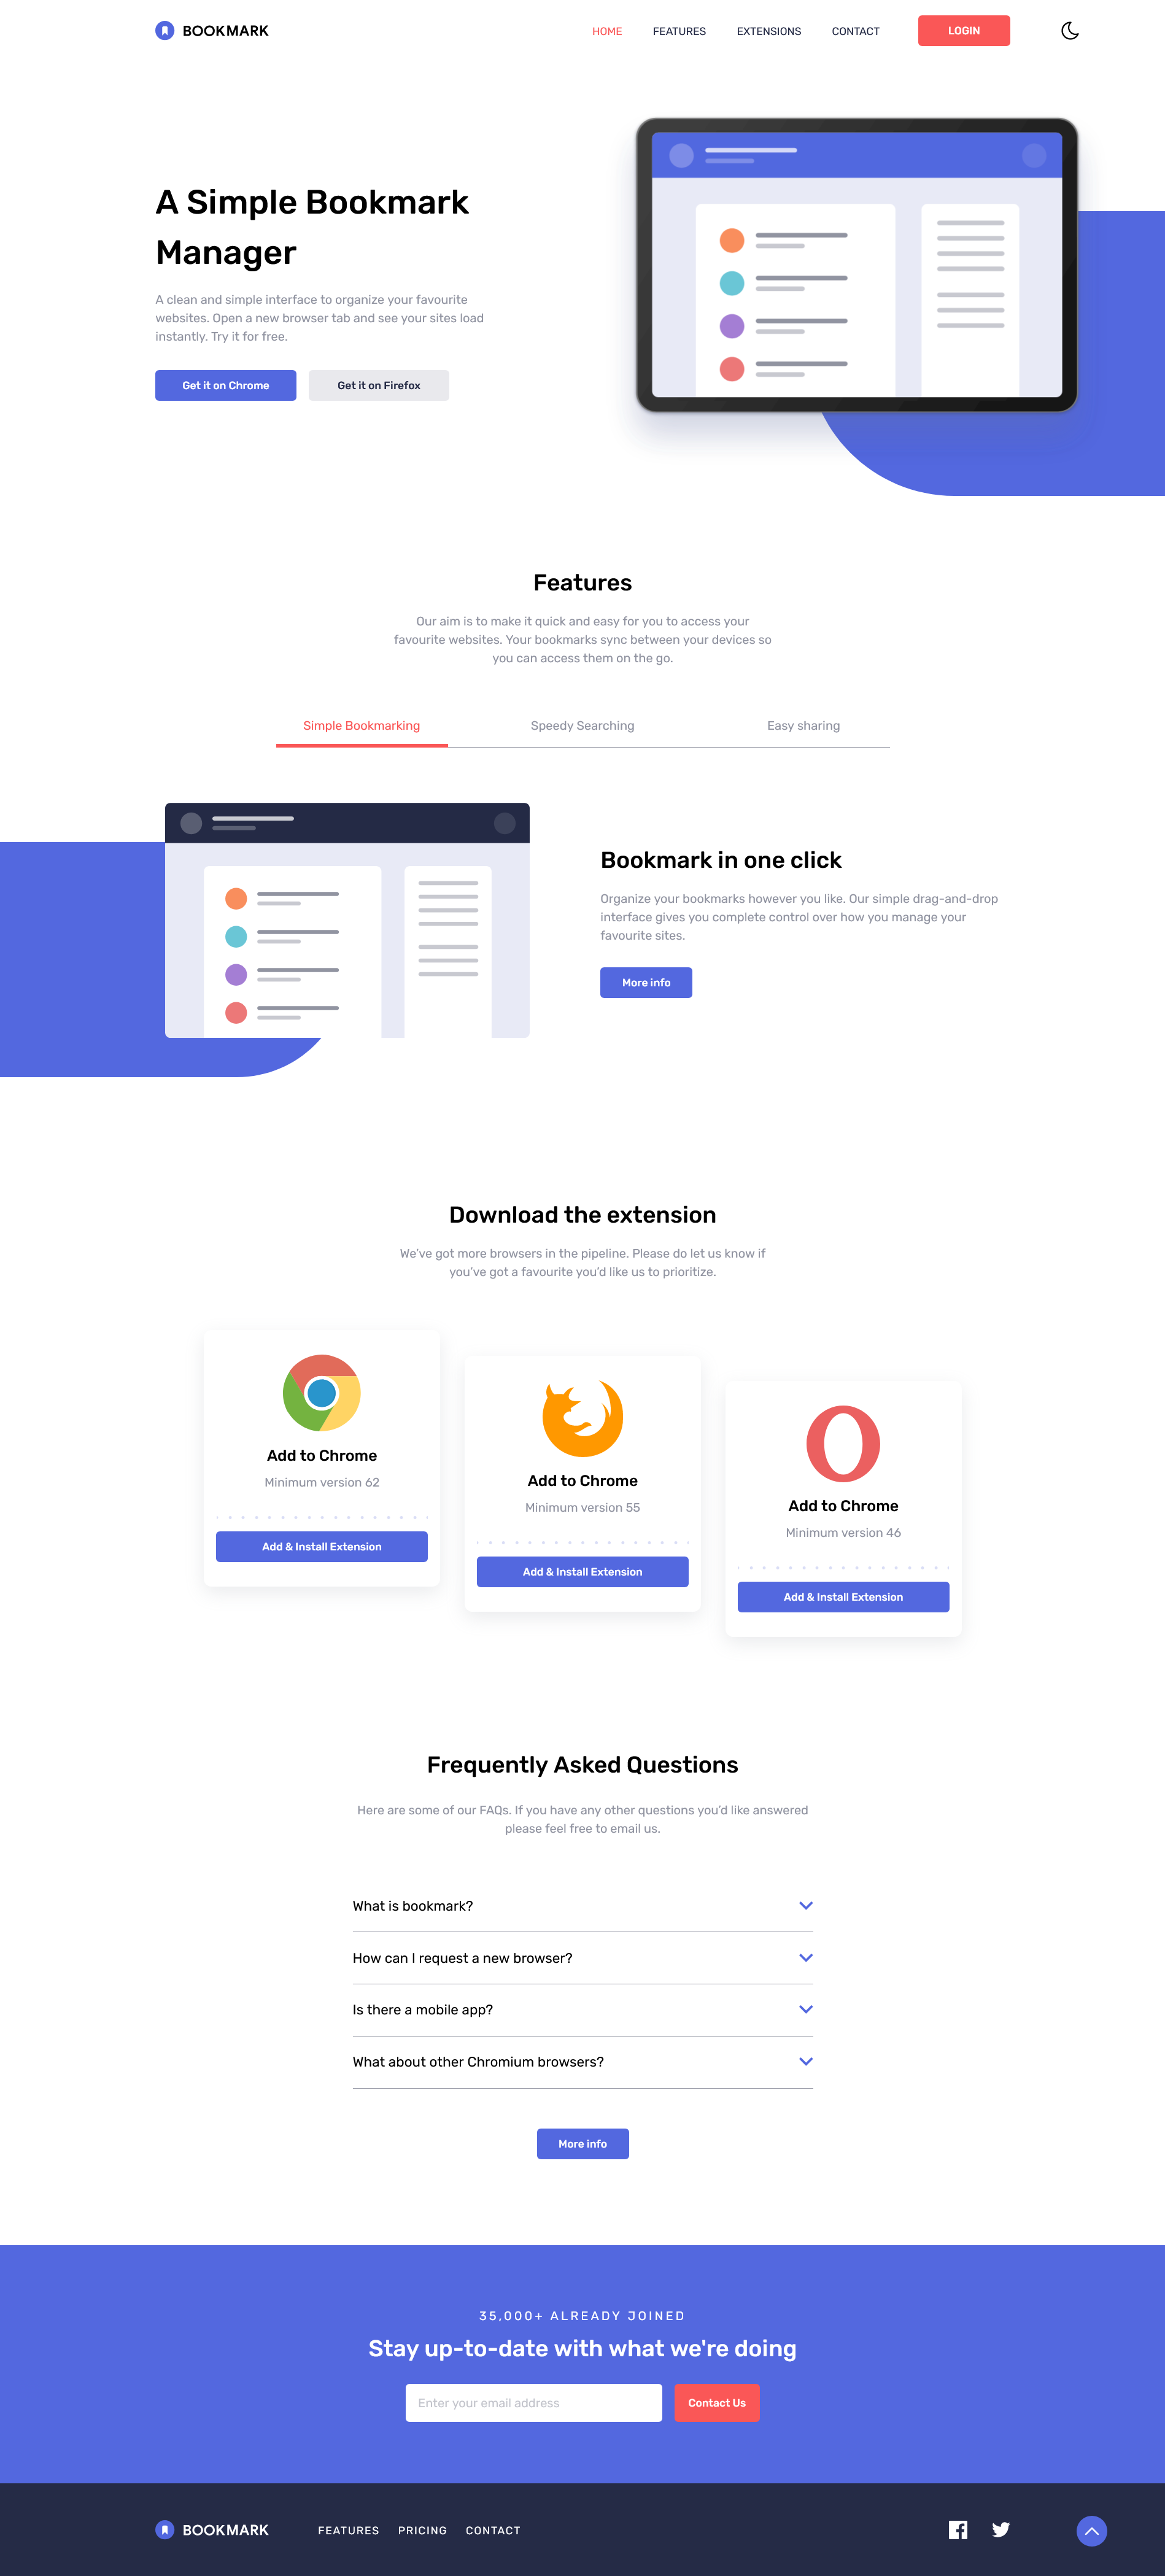 BOOKMARK
HOME FEATURES EXTENSIONS CONTACT LOGIN
A Simple Bookmark
Manager
A clean and simple interface to organize your favourite
websites. Open a new browser tab and see your sites load
instantly. Try it for free.
Get it on Chrome Get it on Firefox
Features
Our aim is to make it quick and easy for you to access your
favourite websites. Your bookmarks sync between your devices so
you can access them on the go.
Simple Bookmarking Speedy Searching Easy sharing
Bookmark in one click
Organize your bookmarks however you like. Our simple drag-and-drop
interface gives you complete control over how you manage your
favourite sites.
More info
Download the extension
We've got more browsers in the pipeline. Please do let us know if
you've got a favourite you'd like us to prioritize.
Add to Chrome
Minimum version 62
Add & Install Extension
Add to Chrome
Minimum version 55
Add & Install Extension
Add to Chrome
Minimum version 46
Add & Install Extension
Frequently Asked Questions
Here are some of our FAQs. If you have any other questions you'd like answered
please feel free to email us.
What is bookmark?
How can I request a new browser?
Is there a mobile app?
What about other Chromium browsers?
More info
35,000+ ALREADY JOINED
Stay up-to-date with what we're doing
Enter your email address Contact Us
BOOKMARK FEATURES PRICING CONTACT